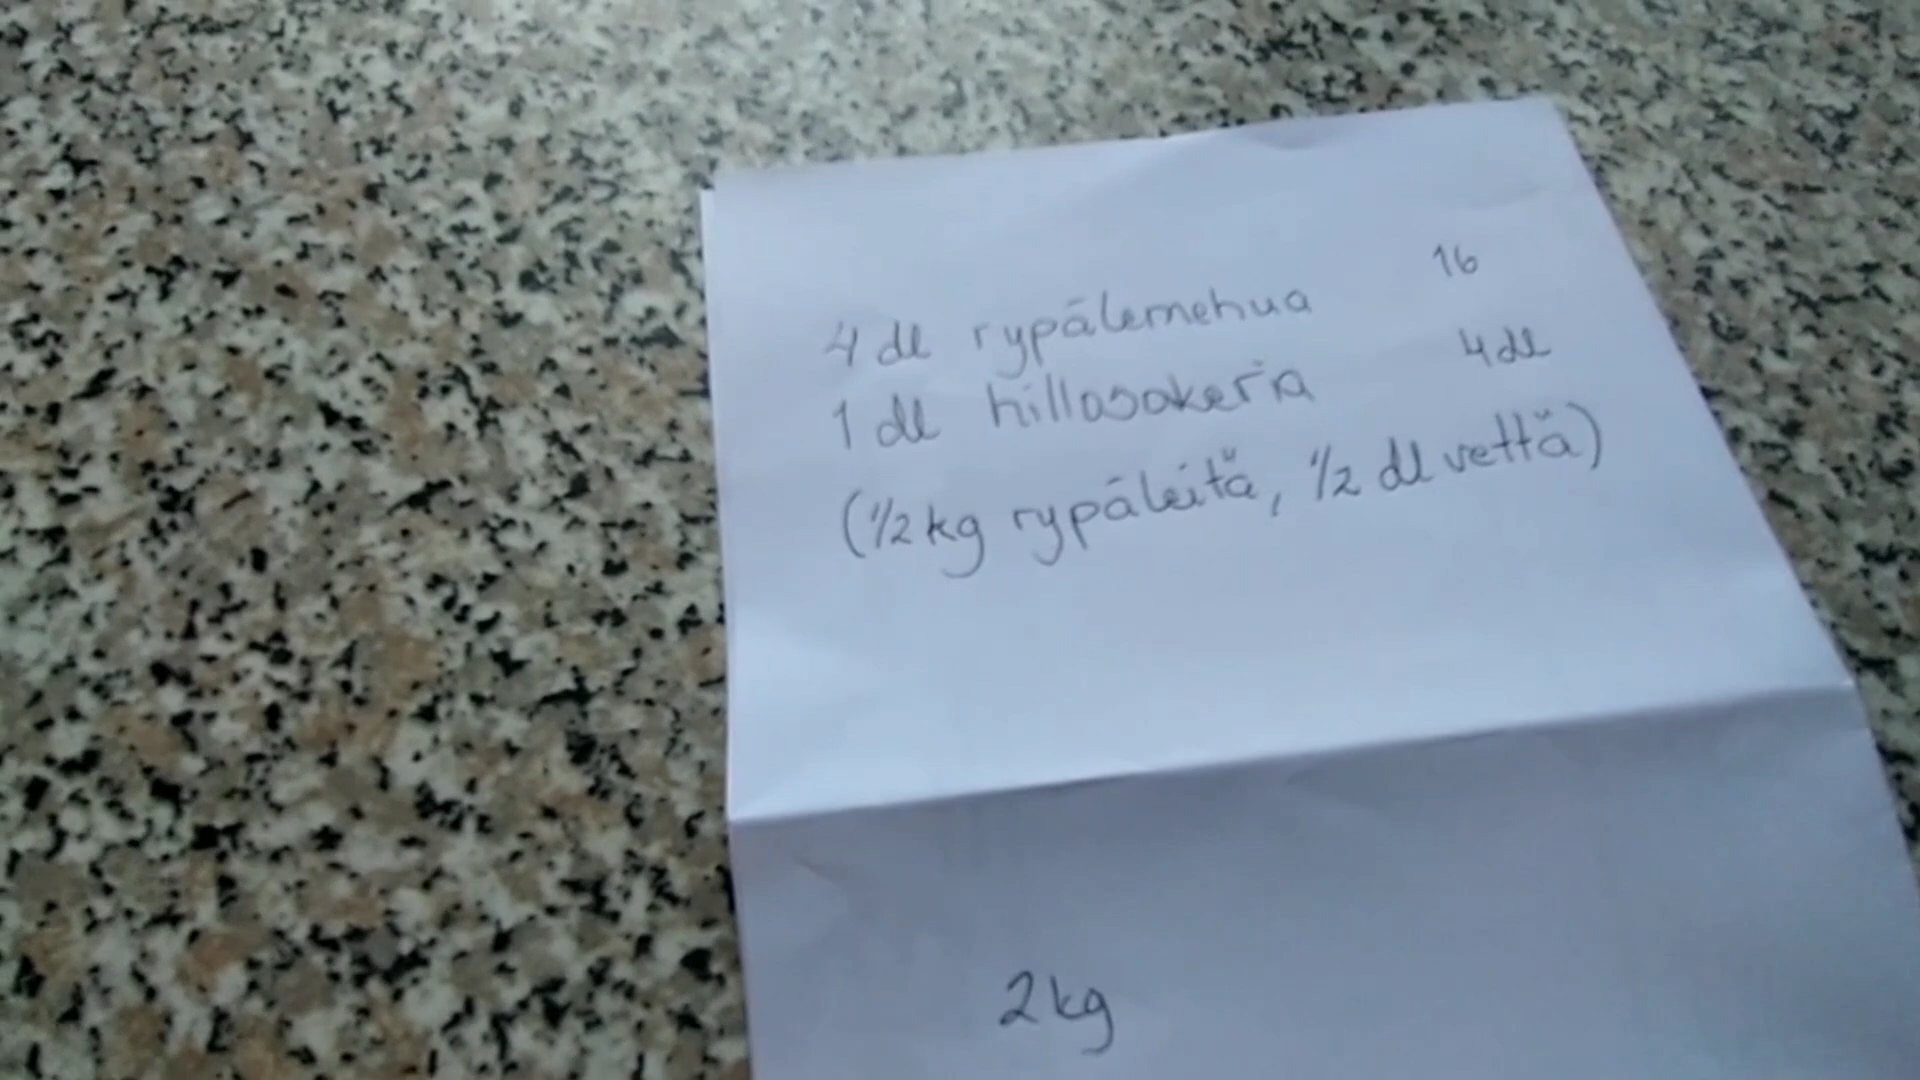 4 dl rypälemehua 16
1 dl hillosokeria 4 dl
(1/2 kg rypäleitä, 1/2 dl vettä)
2 kg